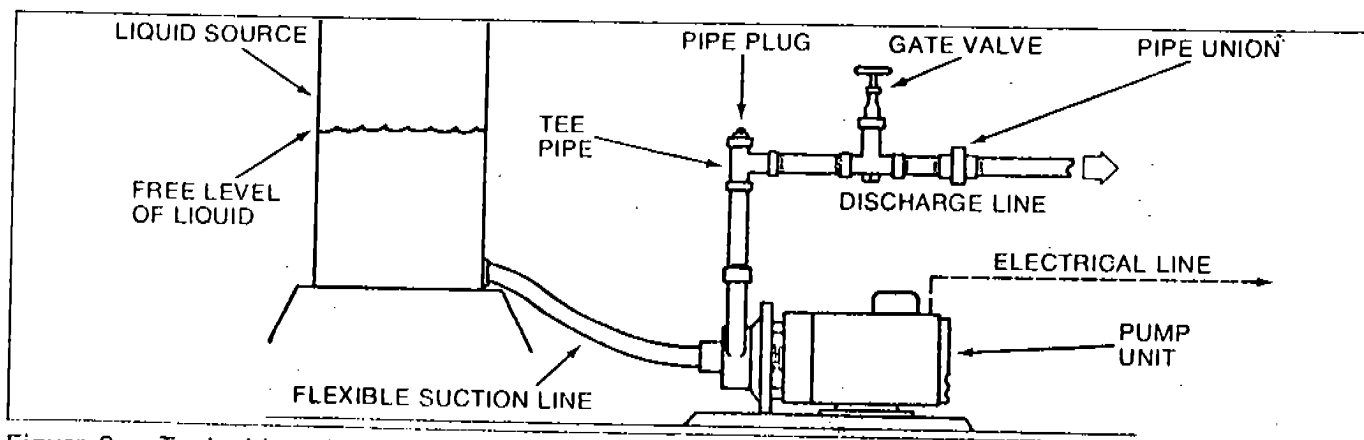 LIQUID SOURCE
PIPE PLUG
GATE VALVE
PIPE UNION
TEE
PIPE
FREE LEVEL
OF LIQUID
DISCHARGE LINE
ELECTRICAL LINE
PUMP
UNIT
FLEXIBLE SUCTION LINE